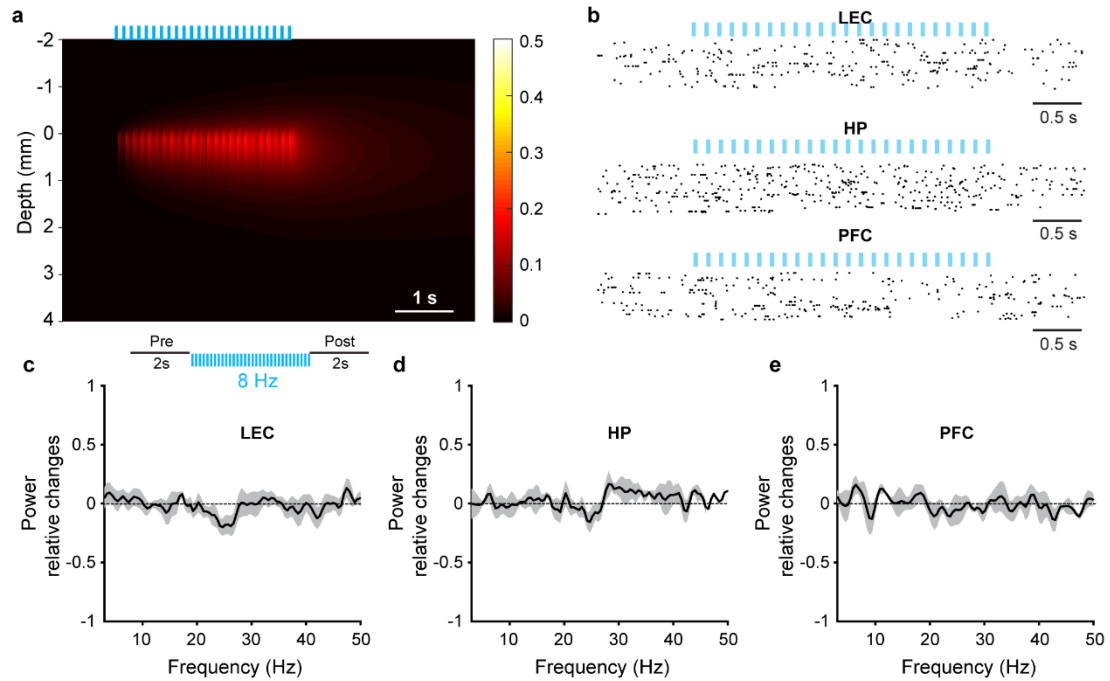 a
-2
-1
0
1
2
3
4
Depth (mm)
1 s
0.5
0.4
0.3
0.2
0.1
0
b
LEC
0.5 s
HP
0.5 s
PFC
0.5 s
Pre
2s
8 Hz
Post
2s
c
LEC
1
0.5
0
-0.5
-1
Power
relative changes
10 20 30 40 50
Frequency (Hz)
d
HP
1
0.5
0
-0.5
-1
Power
relative changes
10 20 30 40 50
Frequency (Hz)
e
PFC
1
0.5
0
-0.5
-1
Power
relative changes
10 20 30 40 50
Frequency (Hz)